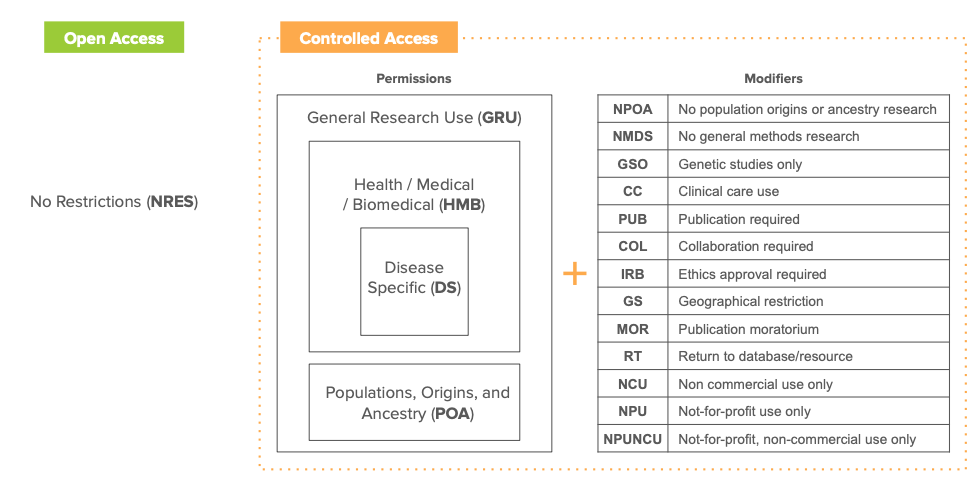 Open Access
Controlled Access
No Restrictions (NRES)
Permissions
General Research Use (GRU)
Health / Medical
/ Biomedical (HMB)
Disease
Specific (DS)
Populations, Origins, and
Ancestry (POA)
+
Modifiers
NPOA No population origins or ancestry research
NMDS No general methods research
GSO Genetic studies only
CC Clinical care use
PUB Publication required
COL Collaboration required
IRB Ethics approval required
GS Geographical restriction
MOR Publication moratorium
RT Return to database/resource
NCU Non commercial use only
NPU Not-for-profit use only
NPUNCU Not-for-profit, non-commercial use only